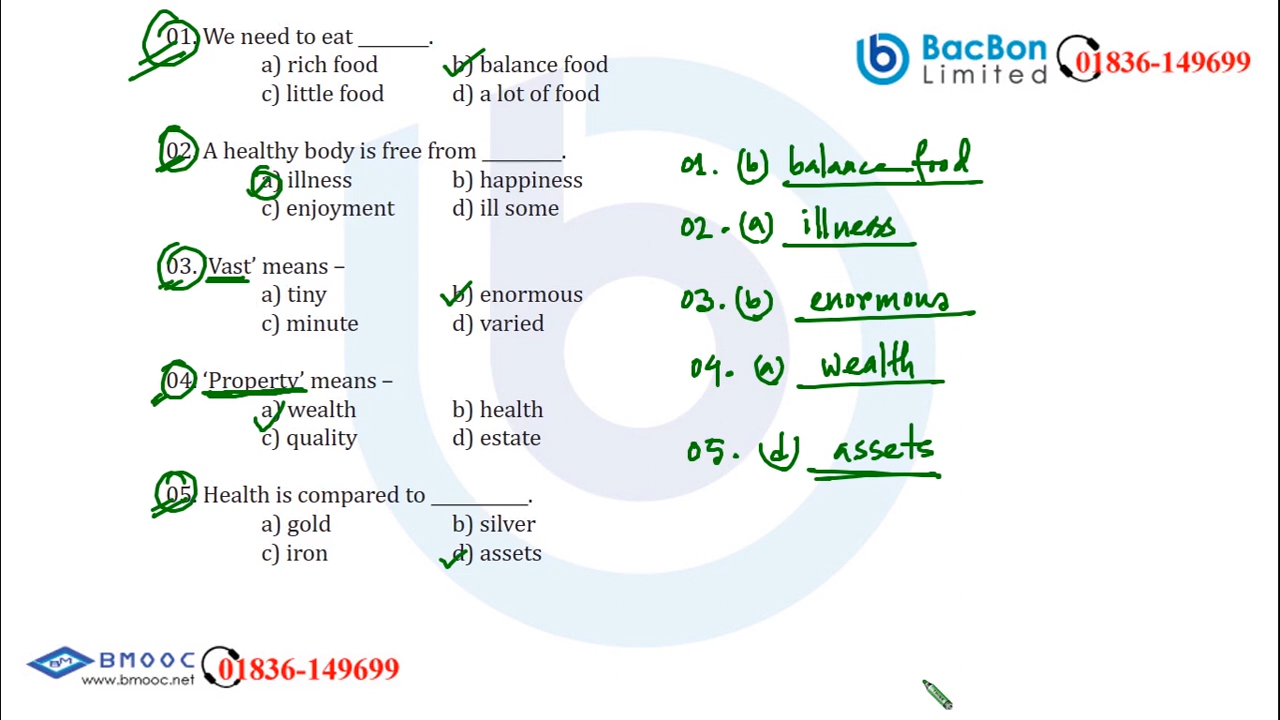 01. We need to eat _______.
a) rich food b) balance food
c) little food d) a lot of food
02. A healthy body is free from ________.
a) illness b) happiness
c) enjoyment d) ill some
03. Vast’ means –
a) tiny b) enormous
c) minute d) varied
04. ‘Property’ means –
a) wealth b) health
c) quality d) estate
05. Health is compared to __________.
a) gold b) silver
c) iron d) assets
BacBon
Limited
01836-149699
01. (b) balance food
02. (a) illness
03. (b) enormous
04. (a) wealth
05. (d) assets
BM
BMOOC
www.bmooc.net
01836-149699